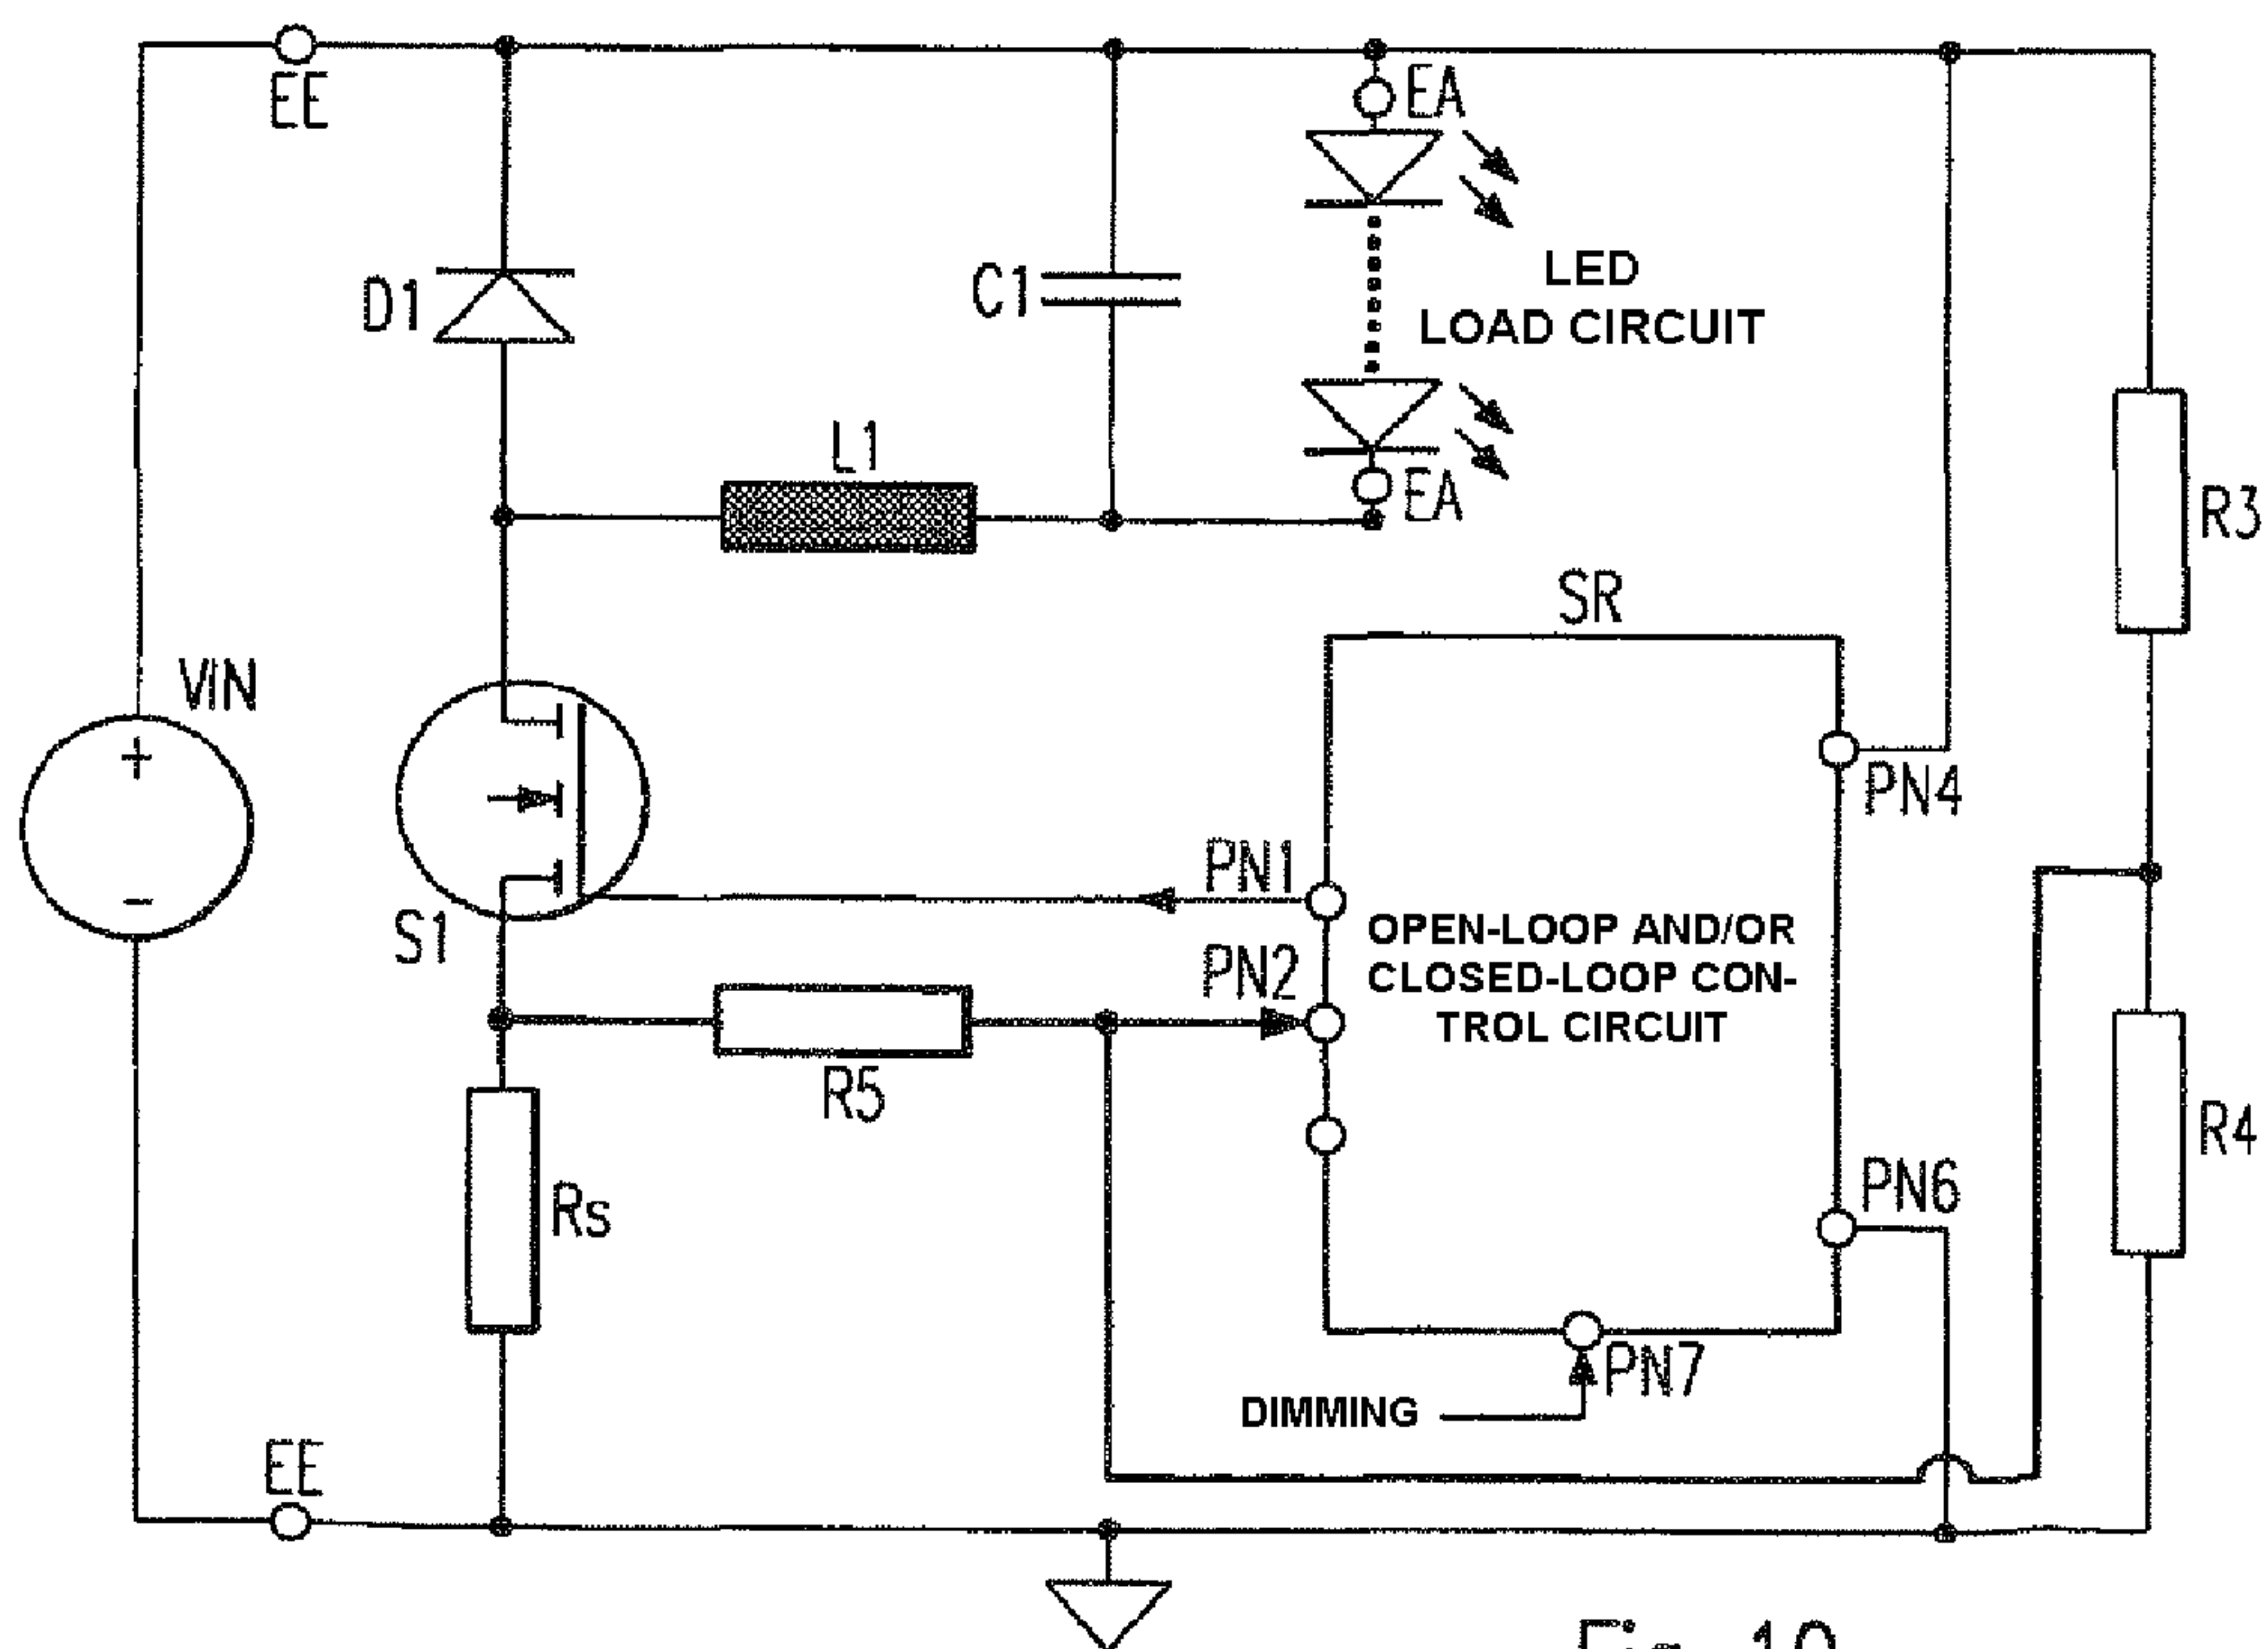 EE
EA
D1
C1
LED
LOAD CIRCUIT
L1
EA
R3
SR
VIN
+
PN4
PN1
-
S1
OPEN-LOOP AND/OR
CLOSED-LOOP CON-
TROL CIRCUIT
PN2
R5
R4
PN6
Rs
PN7
DIMMING
EE